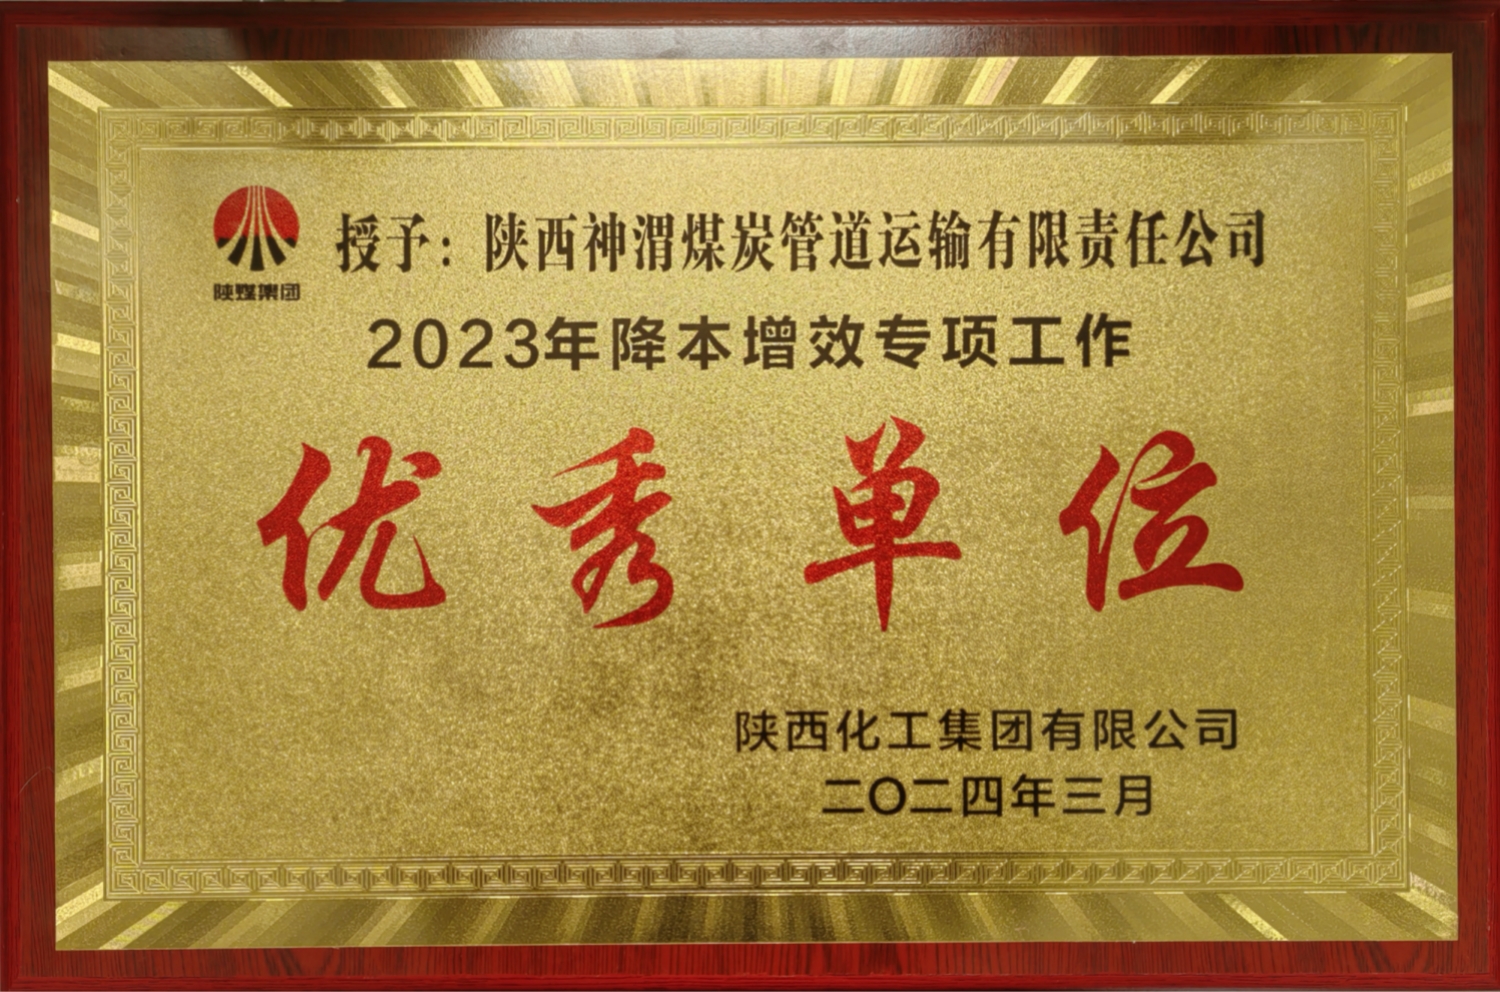 陕煤集团
授予：陕西神渭煤炭管道运输有限责任公司
2023年降本增效专项工作
优秀单位
陕西化工集团有限公司
二〇二四年三月